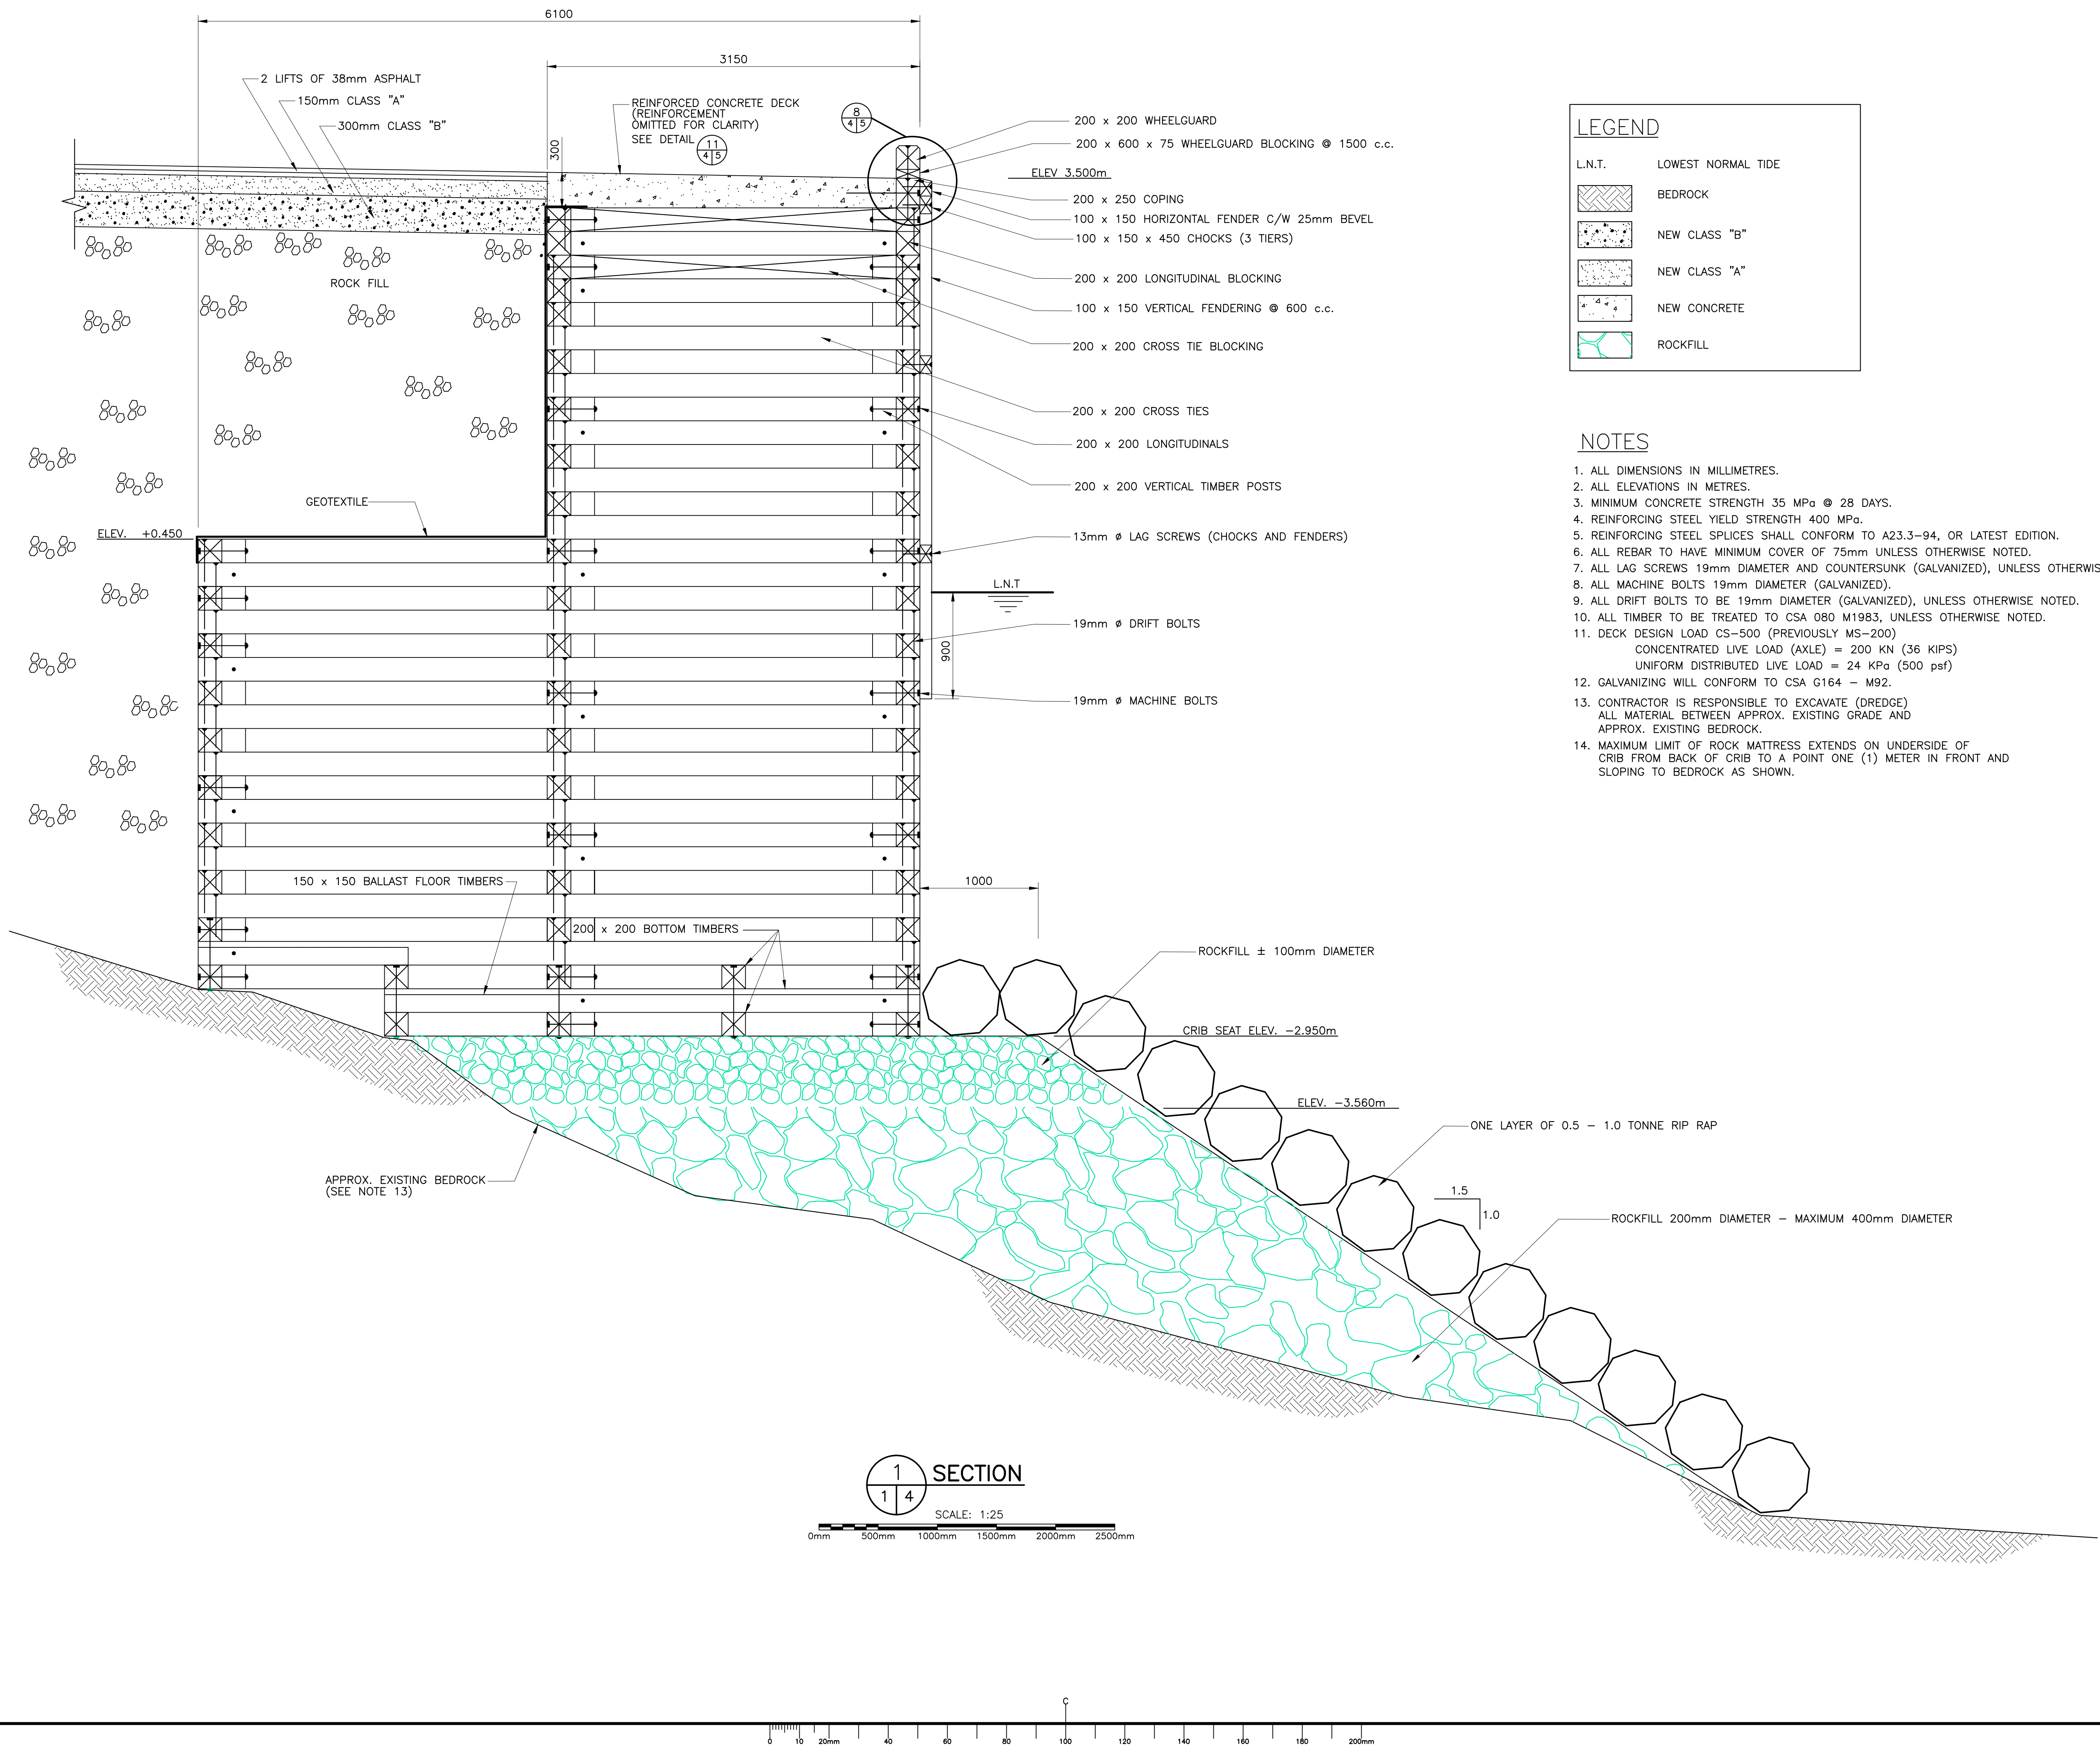 6100
3150
2 LIFTS OF 38mm ASPHALT
150mm CLASS "A"
300mm CLASS "B"
REINFORCED CONCRETE DECK
(REINFORCEMENT
OMITTED FOR CLARITY)
SEE DETAIL
11
4 5
300
8
4 5
200 x 200 WHEELGUARD
200 x 600 x 75 WHEELGUARD BLOCKING @ 1500 c.c.
ELEV 3.500m
200 x 250 COPING
100 x 150 HORIZONTAL FENDER C/W 25mm BEVEL
100 x 150 x 450 CHOCKS (3 TIERS)
200 x 200 LONGITUDINAL BLOCKING
100 x 150 VERTICAL FENDERING @ 600 c.c.
200 x 200 CROSS TIE BLOCKING
200 x 200 CROSS TIES
200 x 200 LONGITUDINALS
200 x 200 VERTICAL TIMBER POSTS
13mm ø LAG SCREWS (CHOCKS AND FENDERS)
L.N.T
19mm ø DRIFT BOLTS
900
19mm ø MACHINE BOLTS
ROCK FILL
GEOTEXTILE
ELEV. +0.450
150 x 150 BALLAST FLOOR TIMBERS
200 x 200 BOTTOM TIMBERS
1000
ROCKFILL ± 100mm DIAMETER
CRIB SEAT ELEV. −2.950m
ELEV. −3.560m
ONE LAYER OF 0.5 − 1.0 TONNE RIP RAP
1.5
1.0
ROCKFILL 200mm DIAMETER − MAXIMUM 400mm DIAMETER
APPROX. EXISTING BEDROCK
(SEE NOTE 13)
LEGEND
L.N.T. LOWEST NORMAL TIDE
BEDROCK
NEW CLASS "B"
NEW CLASS "A"
NEW CONCRETE
ROCKFILL
NOTES
1. ALL DIMENSIONS IN MILLIMETRES.
2. ALL ELEVATIONS IN METRES.
3. MINIMUM CONCRETE STRENGTH 35 MPa @ 28 DAYS.
4. REINFORCING STEEL YIELD STRENGTH 400 MPa.
5. REINFORCING STEEL SPLICES SHALL CONFORM TO A23.3−94, OR LATEST EDITION.
6. ALL REBAR TO HAVE MINIMUM COVER OF 75mm UNLESS OTHERWISE NOTED.
7. ALL LAG SCREWS 19mm DIAMETER AND COUNTERSUNK (GALVANIZED), UNLESS OTHERWIS
8. ALL MACHINE BOLTS 19mm DIAMETER (GALVANIZED).
9. ALL DRIFT BOLTS TO BE 19mm DIAMETER (GALVANIZED), UNLESS OTHERWISE NOTED.
10. ALL TIMBER TO BE TREATED TO CSA 080 M1983, UNLESS OTHERWISE NOTED.
11. DECK DESIGN LOAD CS−500 (PREVIOUSLY MS−200)
CONCENTRATED LIVE LOAD (AXLE) = 200 KN (36 KIPS)
UNIFORM DISTRIBUTED LIVE LOAD = 24 KPa (500 psf)
12. GALVANIZING WILL CONFORM TO CSA G164 − M92.
13. CONTRACTOR IS RESPONSIBLE TO EXCAVATE (DREDGE)
ALL MATERIAL BETWEEN APPROX. EXISTING GRADE AND
APPROX. EXISTING BEDROCK.
14. MAXIMUM LIMIT OF ROCK MATTRESS EXTENDS ON UNDERSIDE OF
CRIB FROM BACK OF CRIB TO A POINT ONE (1) METER IN FRONT AND
SLOPING TO BEDROCK AS SHOWN.
1
1 4
SECTION
SCALE: 1:25
0mm 500mm 1000mm 1500mm 2000mm 2500mm
C
0 10 20mm 40 60 80 100 120 140 160 180 200mm